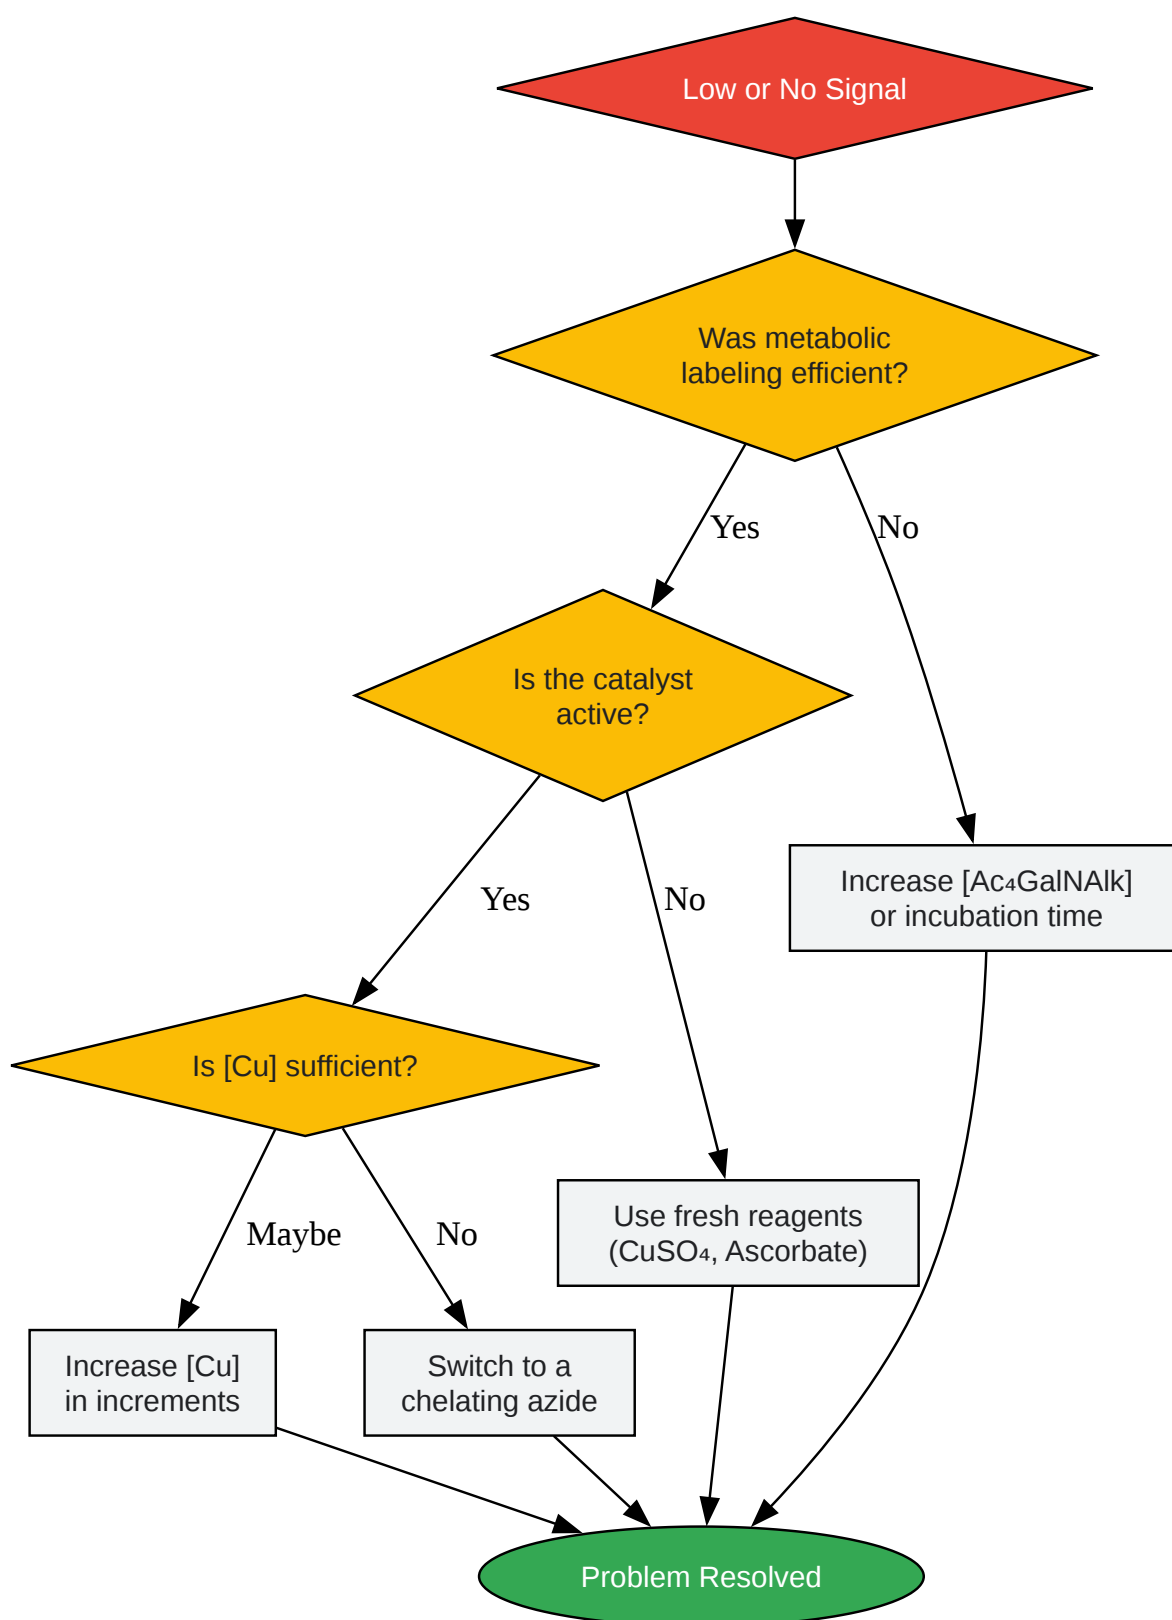 Low or No Signal
Was metabolic
labeling efficient?
Yes
No
Is the catalyst
active?
Increase [Ac₄GalNAlk]
or incubation time
Yes
No
Is [Cu] sufficient?
Use fresh reagents
(CuSO₄, Ascorbate)
Maybe
No
Increase [Cu]
in increments
Switch to a
chelating azide
Problem Resolved